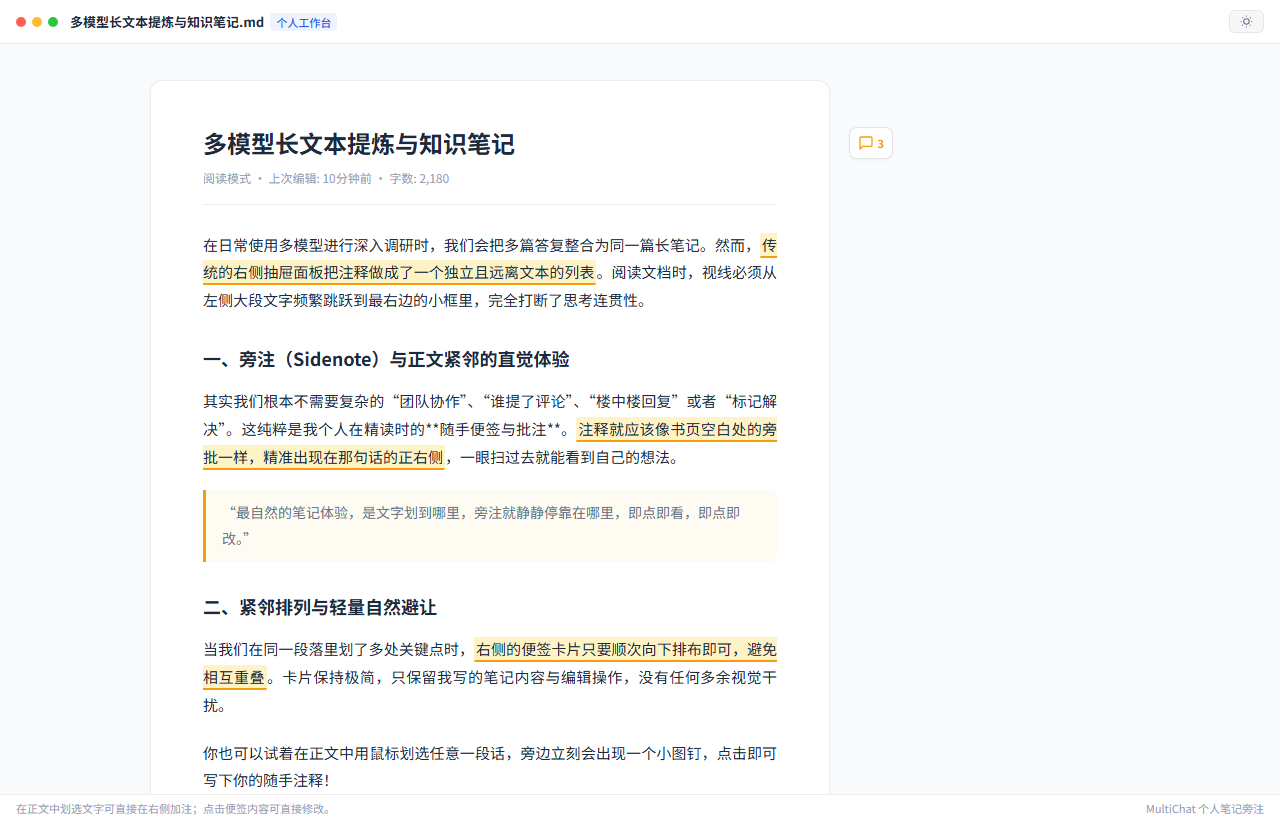 多模型长文本提炼与知识笔记.md 个人工作台
多模型长文本提炼与知识笔记
3
阅读模式 • 上次编辑: 10分钟前 • 字数: 2,180
在日常使用多模型进行深入调研时，我们会把多篇答复整合为同一篇长笔记。然而，传
统的右侧抽屉面板把注释做成了一个独立且远离文本的列表。阅读文档时，视线必须从
左侧大段文字频繁跳跃到最右边的小框里，完全打断了思考连贯性。
一、旁注（Sidenote）与正文紧邻的直觉体验
其实我们根本不需要复杂的“团队协作”、“谁提了评论”、“楼中楼回复”或者“标记解
决”。这纯粹是我个人在精读时的**随手便签与批注**。注释就应该像书页空白处的旁
批一样，精准出现在那句话的正右侧，一眼扫过去就能看到自己的想法。
“最自然的笔记体验，是文字划到哪里，旁注就静静停靠在哪里，即点即看，即点即
改。”
二、紧邻排列与轻量自然避让
当我们在同一段落里划了多处关键点时，右侧的便签卡片只要顺次向下排布即可，避免
相互重叠。卡片保持极简，只保留我写的笔记内容与编辑操作，没有任何多余视觉干
扰。
你也可以试着在正文中用鼠标划选任意一段话，旁边立刻会出现一个小图钉，点击即可
写下你的随手注释！
在正文中划选文字可直接在右侧加注；点击便签内容可直接修改。
MultiChat 个人笔记旁注